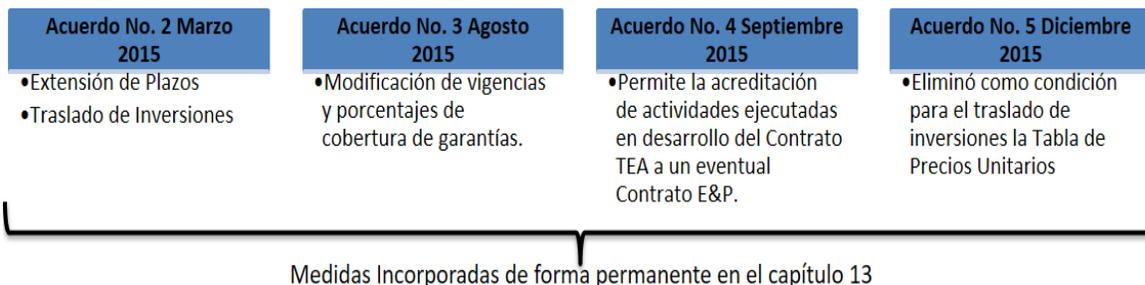 Acuerdo No. 2 Marzo
2015
•Extensión de Plazos
•Traslado de Inversiones
Acuerdo No. 3 Agosto
2015
•Modificación de vigencias
y porcentajes de
cobertura de garantías.
Acuerdo No. 4 Septiembre
2015
•Permite la acreditación
de actividades ejecutadas
en desarrollo del Contrato
TEA a un eventual
Contrato E&P.
Acuerdo No. 5 Diciembre
2015
•Eliminó como condición
para el traslado de
inversiones la Tabla de
Precios Unitarios
Medidas Incorporadas de forma permanente en el capítulo 13